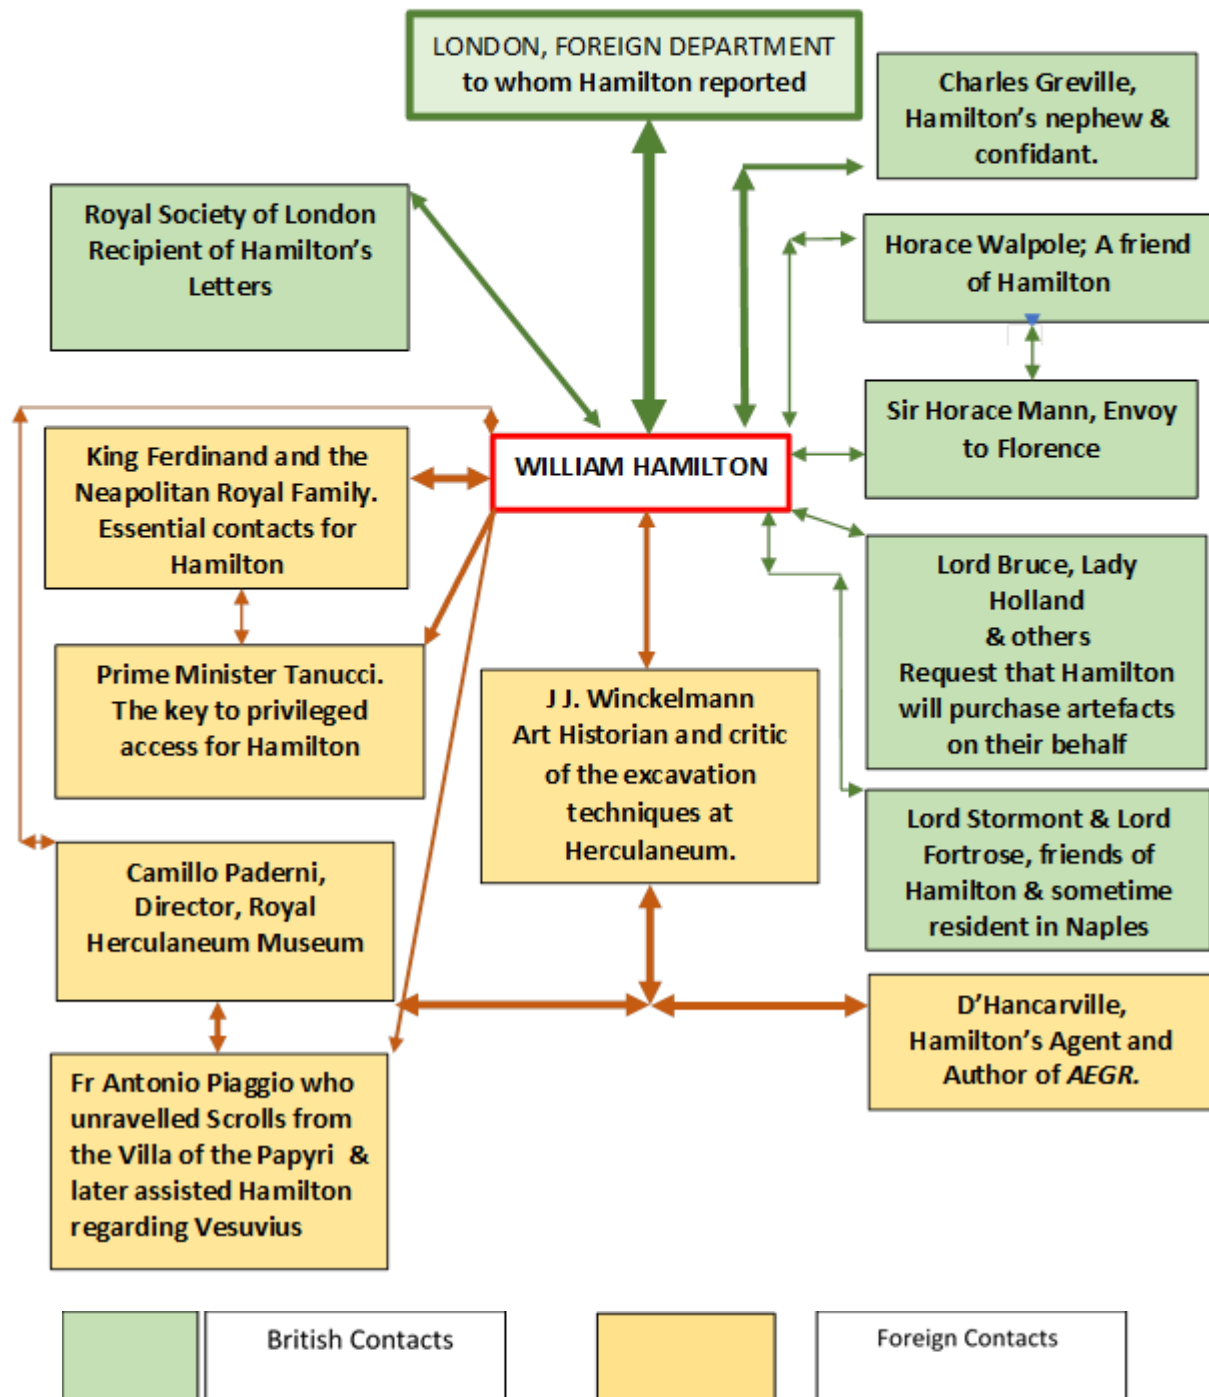 LONDON, FOREIGN DEPARTMENT
to whom Hamilton reported
Charles Greville,
Hamilton's nephew &
confidant.
Royal Society of London
Recipient of Hamilton's
Letters
Horace Walpole; A friend
of Hamilton
Sir Horace Mann, Envoy
to Florence
WILLIAM HAMILTON
King Ferdinand and the
Neapolitan Royal Family.
Essential contacts for
Hamilton
Lord Bruce, Lady
Holland
& others
Request that Hamilton
will purchase artefacts
on their behalf
Prime Minister Tanucci.
The key to privileged
access for Hamilton
J J. Winckelmann
Art Historian and critic
of the excavation
techniques at
Herculaneum.
Lord Stormont & Lord
Fortrose, friends of
Hamilton & sometime
resident in Naples
Camillo Paderni,
Director, Royal
Herculaneum Museum
D'Hancarville,
Hamilton's Agent and
Author of AEGR.
Fr Antonio Piaggio who
unravelled Scrolls from
the Villa of the Papyri &
later assisted Hamilton
regarding Vesuvius
British Contacts
Foreign Contacts